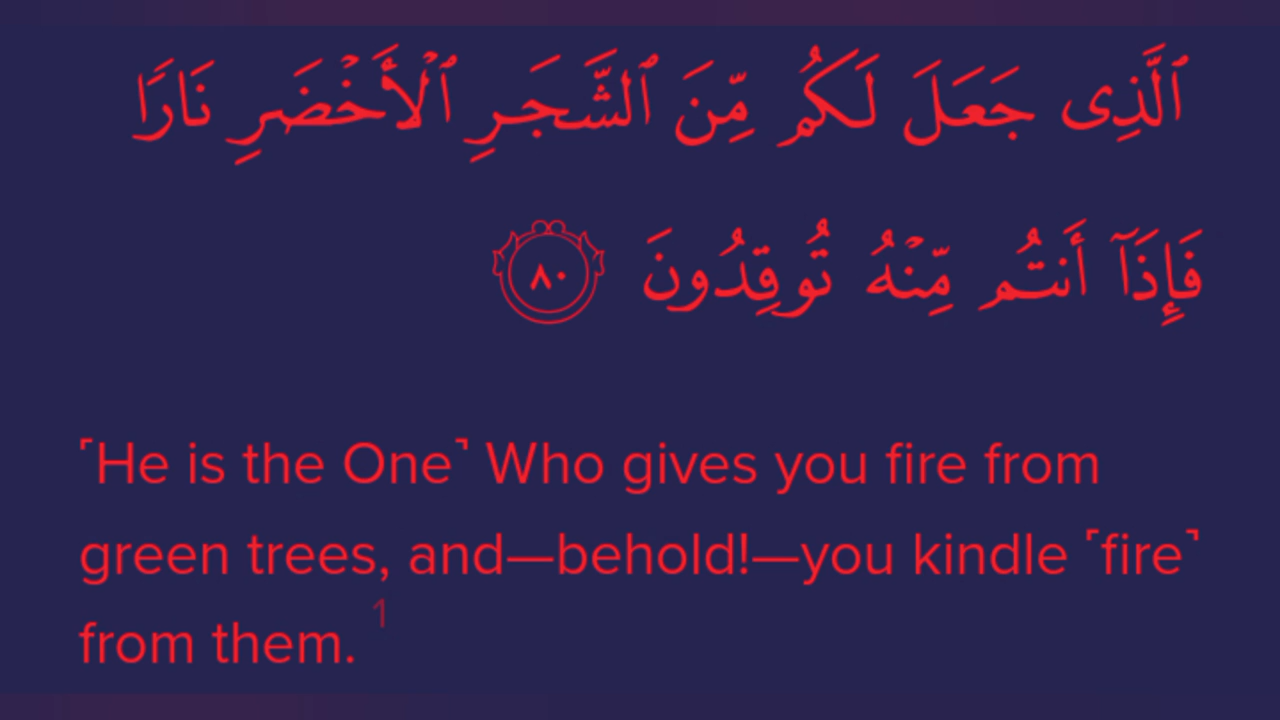 ٱلَّذِى جَعَلَ لَكُم مِّنَ ٱلشَّجَرِ ٱلْأَخْضَرِ نَارًا
فَإِذَآ أَنتُم مِّنْهُ تُوقِدُونَ ٨٠
˹He is the One˺ Who gives you fire from
green trees, and—behold!—you kindle ˹fire˺
from them. 1